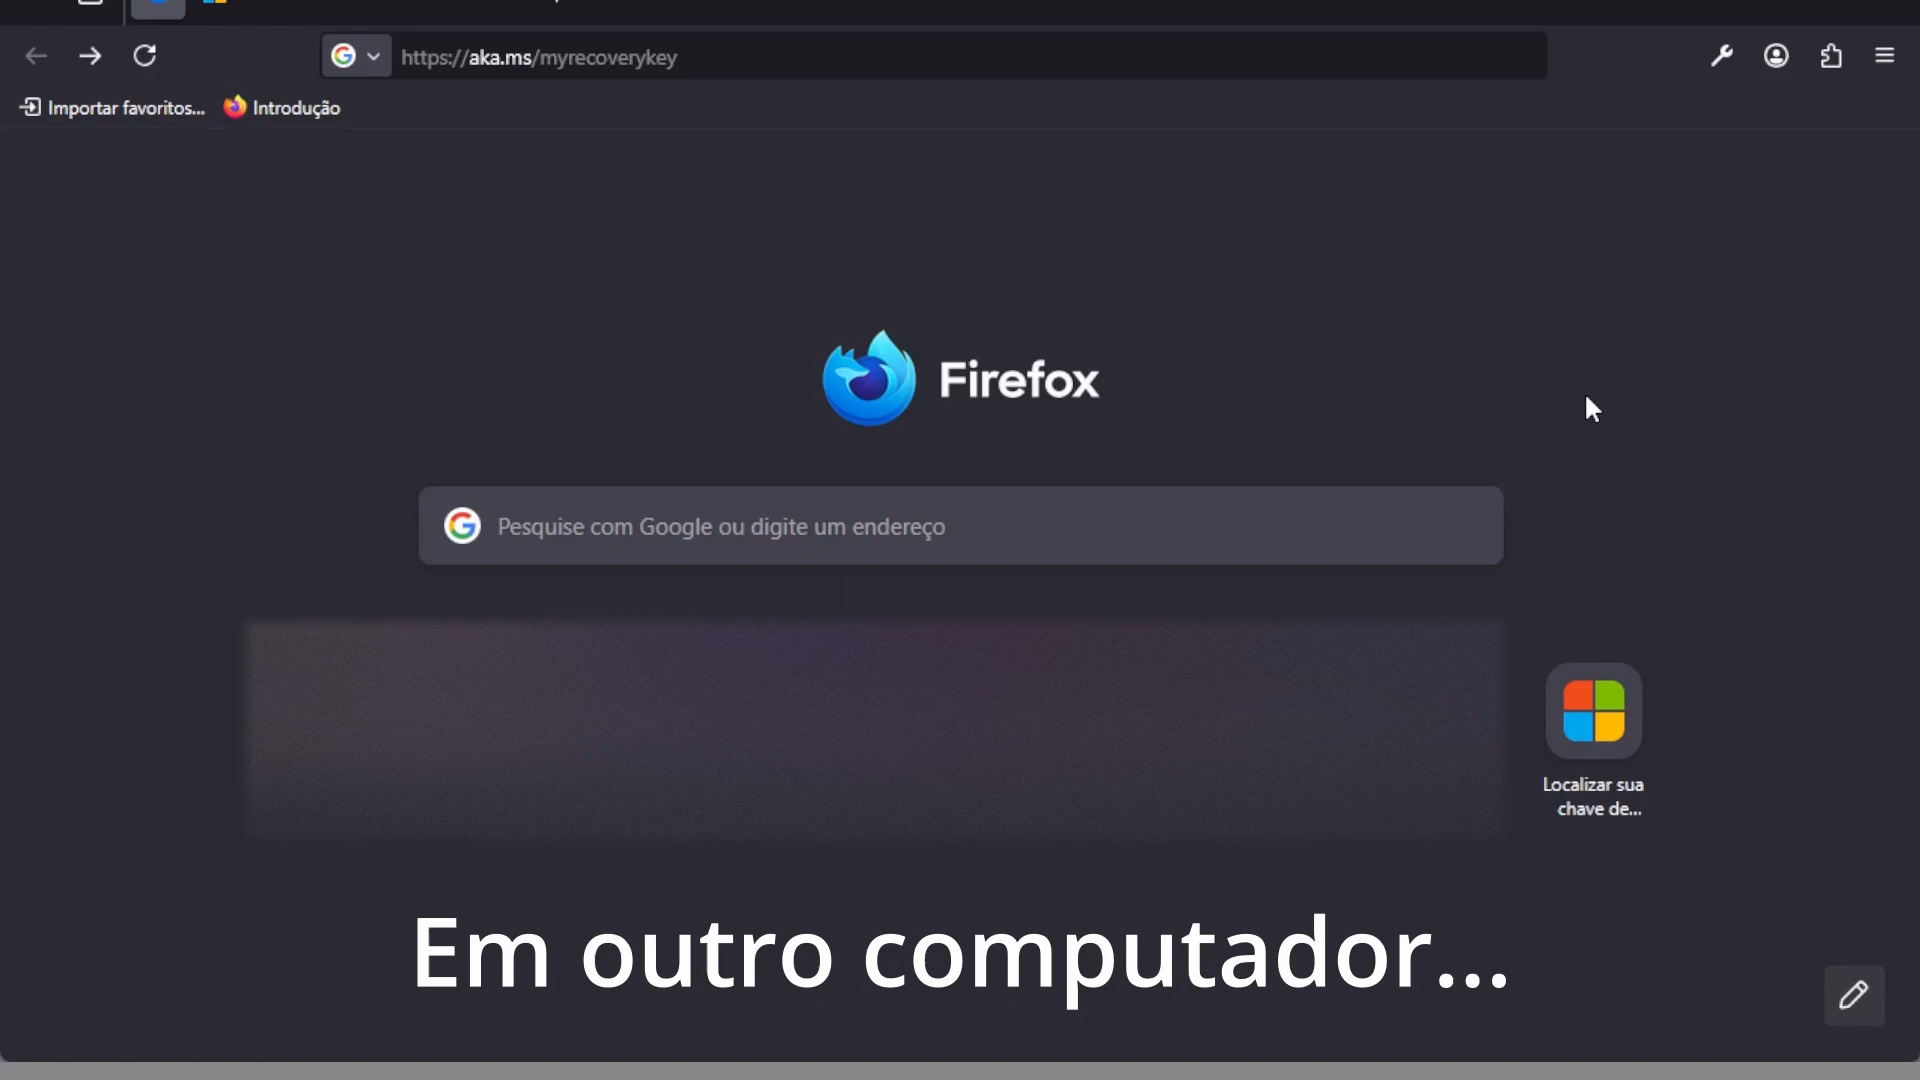 https://aka.ms/myrecoverykey
Importar favoritos... Introdução
Firefox
Pesquise com Google ou digite um endereço
Localizar sua
chave de...
Em outro computador...